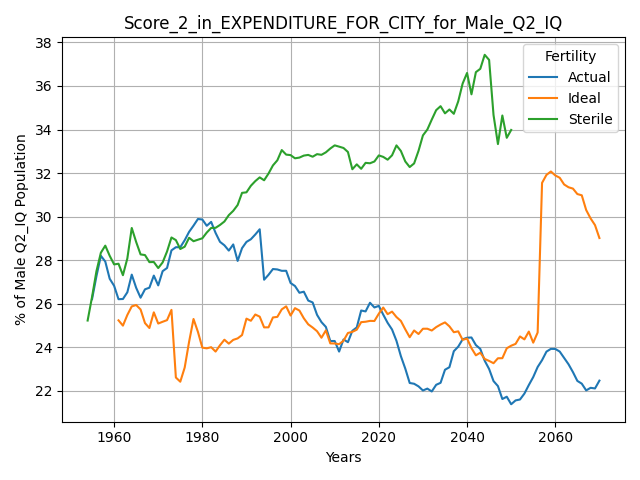 Score_2_in_EXPENDITURE_FOR_CITY_for_Male_Q2_IQ
% of Male Q2_IQ Population
38
36
34
32
30
28
26
24
22
Fertility
Actual
Ideal
Sterile
1960 1980 2000 2020 2040 2060
Years